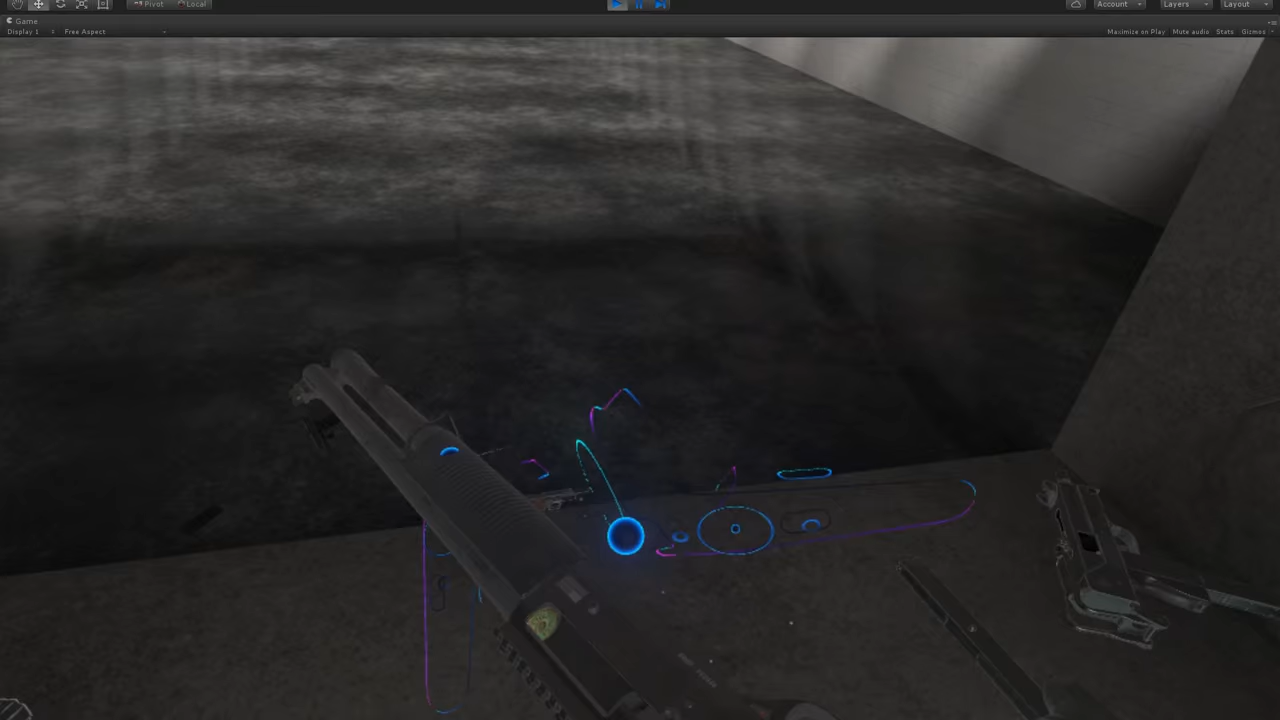 Pivot Local Account Layers Layout
Game
Display 1 Free Aspect Maximize on Play Mute audio Stats Gizmos